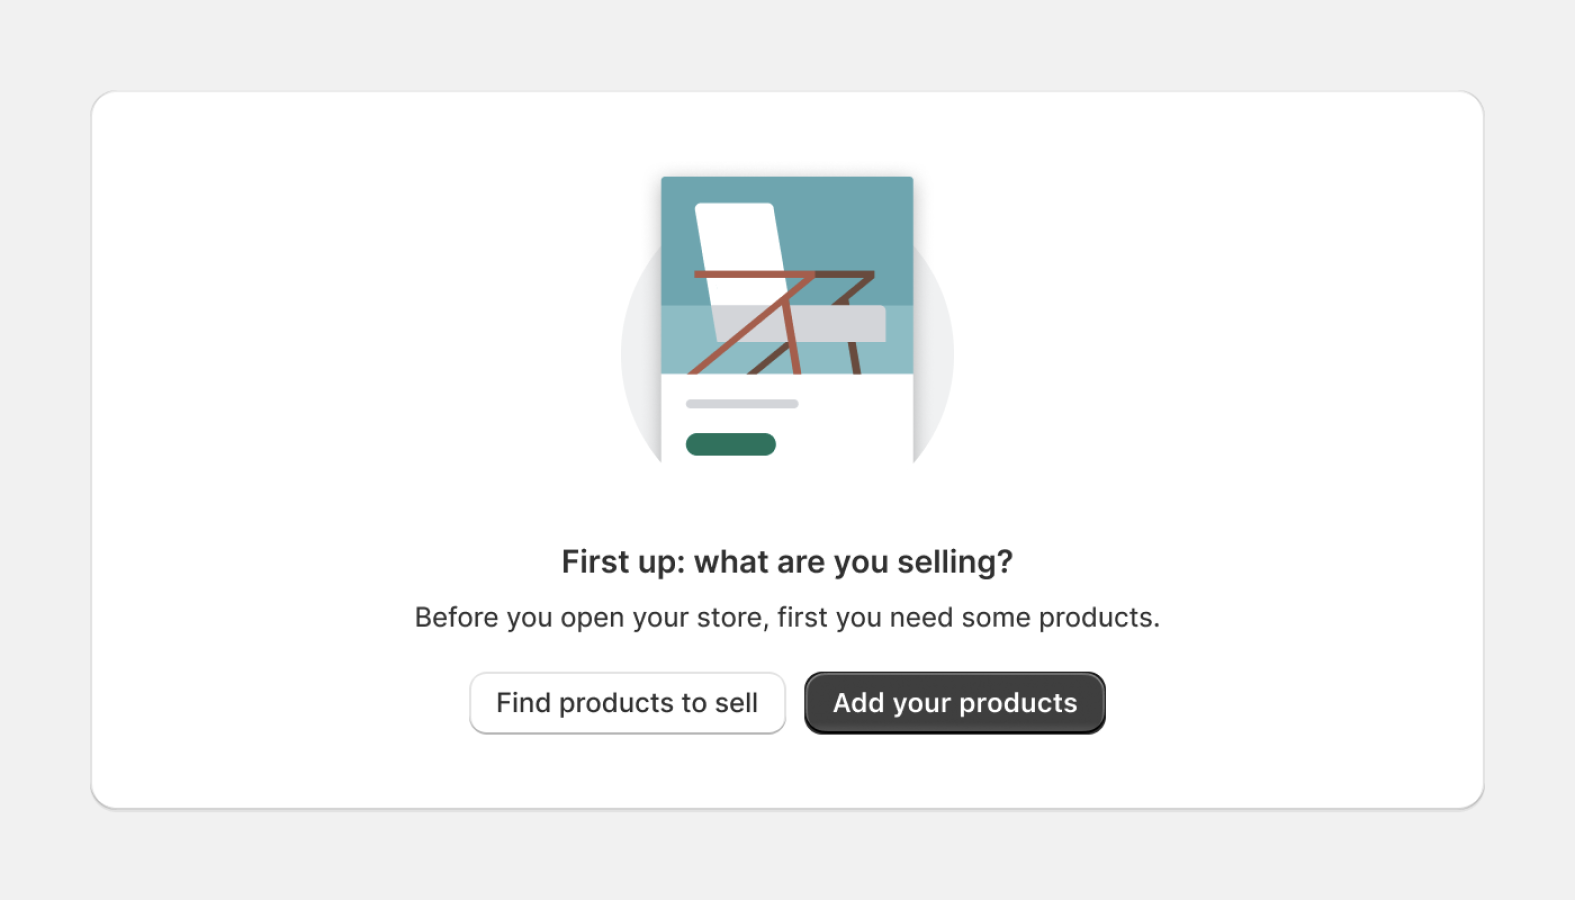 First up: what are you selling?
Before you open your store, first you need some products.
Find products to sell
Add your products